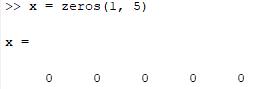 >> x = zeros(1, 5)
x =
0 0 0 0 0